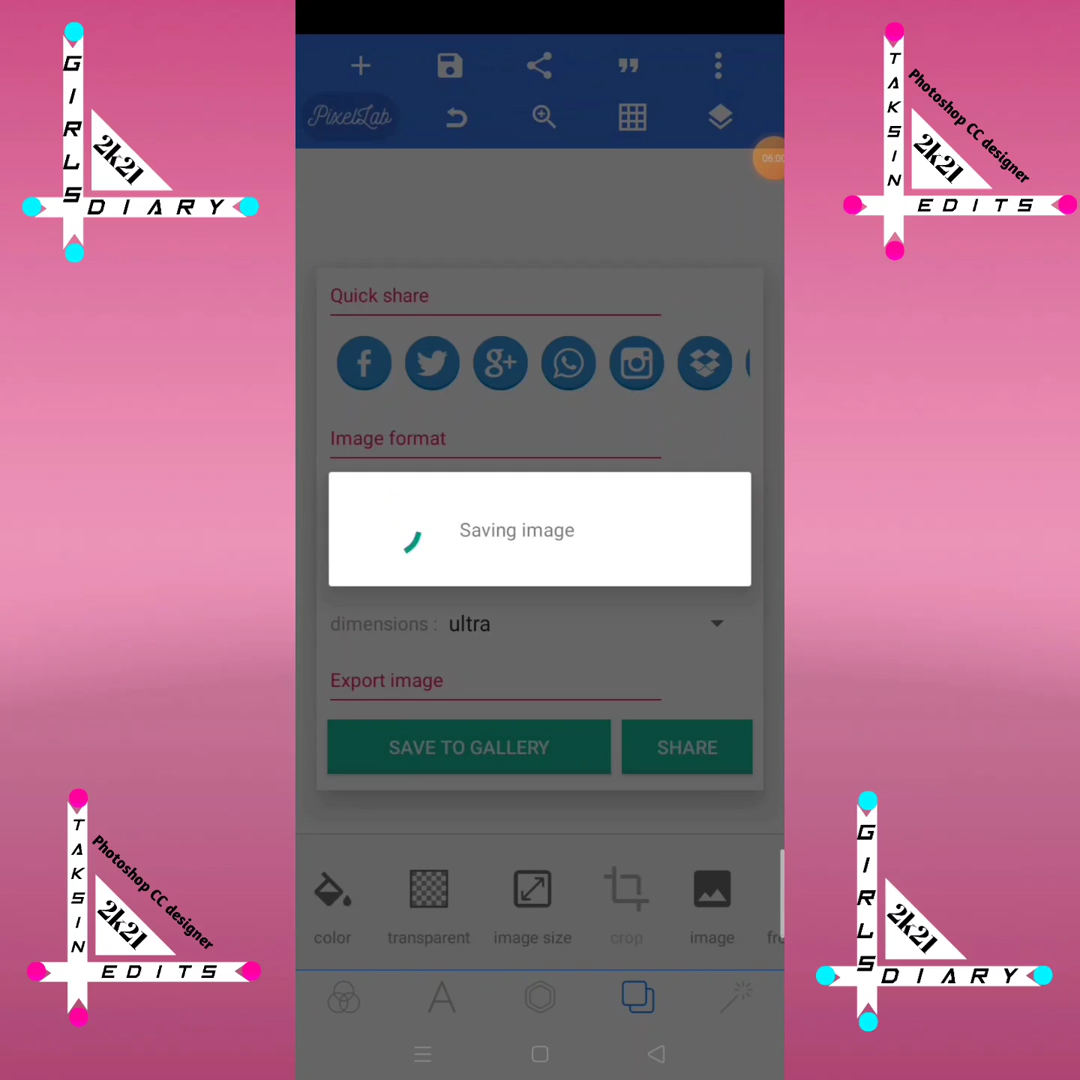 GIRLS
2k21
DIARY
TAKSIN
Photoshop CC designer
2k21
EDITS
PixelLab
Quick share
Image format
Saving image
dimensions : ultra
Export image
SAVE TO GALLERY
SHARE
color
transparent
image size
crop
image
TAKSIN
Photoshop CC designer
2k21
EDITS
GIRLS
2k21
DIARY